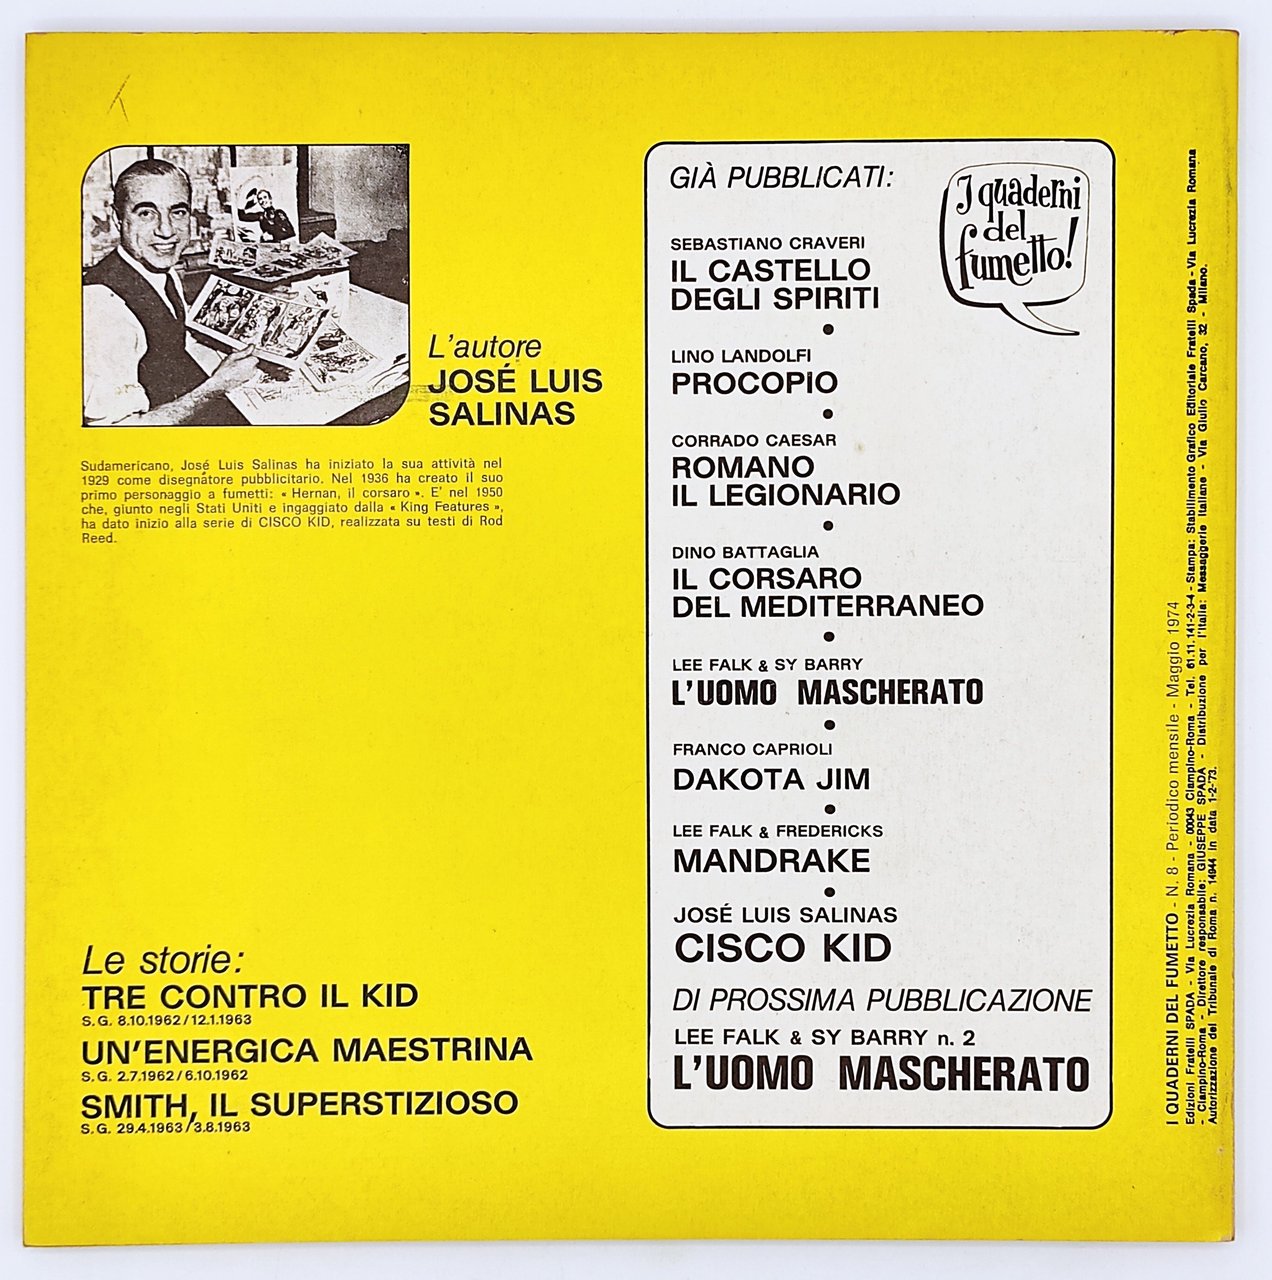 L'autore
JOSÉ LUIS
SALINAS
Sudamericano, José Luis Salinas ha iniziato la sua attività nel
1929 come disegnatore pubblicitario. Nel 1936 ha creato il suo
primo personaggio a fumetti: « Hernan, il corsaro ». E' nel 1950
che, giunto negli Stati Uniti e ingaggiato dalla « King Features »,
ha dato inizio alla serie di CISCO KID, realizzata su testi di Rod
Reed.
Le storie:
TRE CONTRO IL KID
S.G. 8.10.1962/12.1.1963
UN'ENERGICA MAESTRINA
S.G. 2.7.1962/6.10.1962
SMITH, IL SUPERSTIZIOSO
S.G. 29.4.1963/3.8.1963
GIÀ PUBBLICATI:
I quaderni
del
fumetto!
SEBASTIANO CRAVERI
IL CASTELLO
DEGLI SPIRITI
LINO LANDOLFI
PROCOPIO
CORRADO CAESAR
ROMANO
IL LEGIONARIO
DINO BATTAGLIA
IL CORSARO
DEL MEDITERRANEO
LEE FALK & SY BARRY
L'UOMO MASCHERATO
FRANCO CAPRIOLI
DAKOTA JIM
LEE FALK & FREDERICKS
MANDRAKE
JOSÉ LUIS SALINAS
CISCO KID
DI PROSSIMA PUBBLICAZIONE
LEE FALK & SY BARRY n. 2
L'UOMO MASCHERATO
I QUADERNI DEL FUMETTO - N. 8 - Periodico mensile - Maggio 1974
Edizioni Fratelli SPADA - Via Lucrezia Romana - 00043 Ciampino-Roma - Tel. 61.11.141-2-3-4 - Stampa: Stabilimento Grafico Editoriale Fratelli Spada - Via Lucrezia Romana
- Ciampino-Roma - Direttore responsabile: GIUSEPPE SPADA - Distribuzione per l'Italia: Messaggerie Italiane - Via Giulio Carcano, 32 - Milano.
Autorizzazione del Tribunale di Roma n. 14944 in data 1-2-'73.